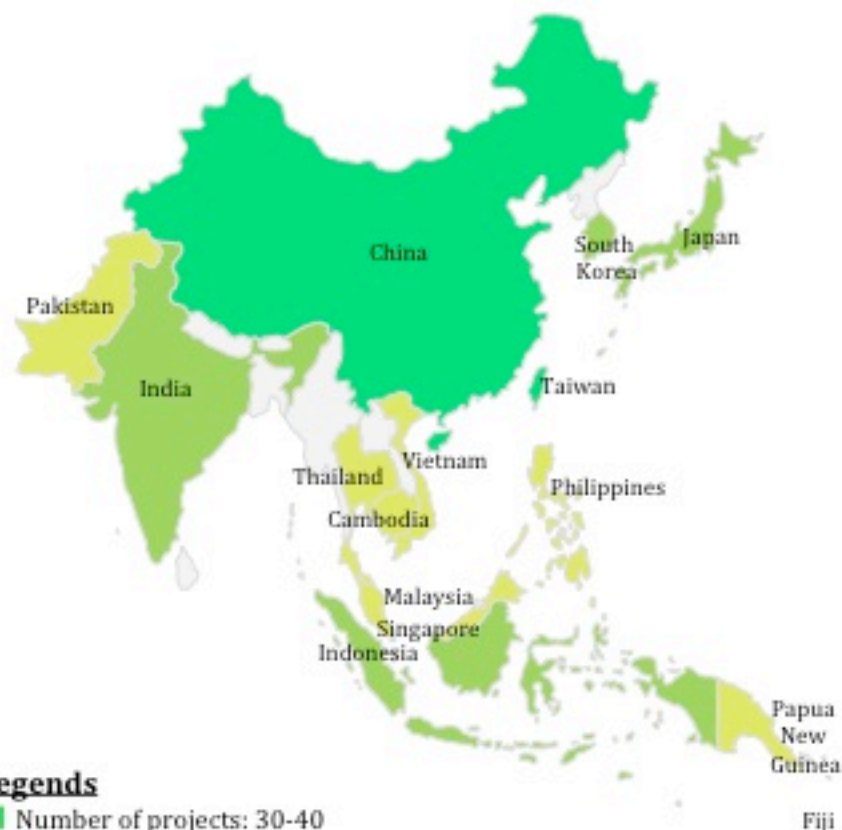 China
South
Korea
Japan
Pakistan
India
Taiwan
Vietnam
Thailand
Philippines
Cambodia
Malaysia
Singapore
Indonesia
Papua
New
Guinea
egends
Number of projects: 30-40
Fiji